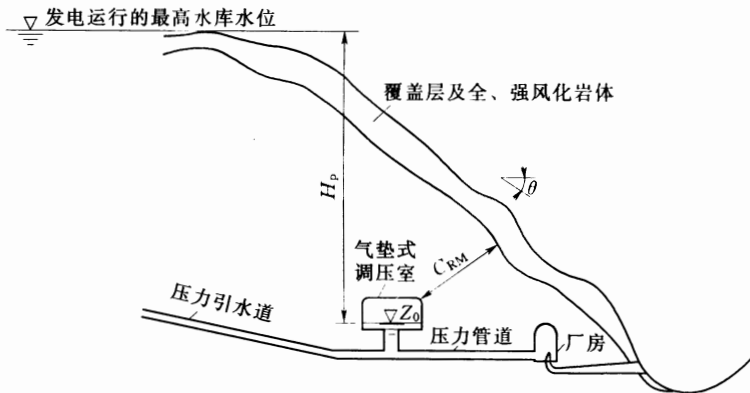 发电运行的最高水库水位
覆盖层及全、强风化岩体
θ
Hp
气垫式
调压室
CRM
Z0
压力引水道
压力管道
厂房